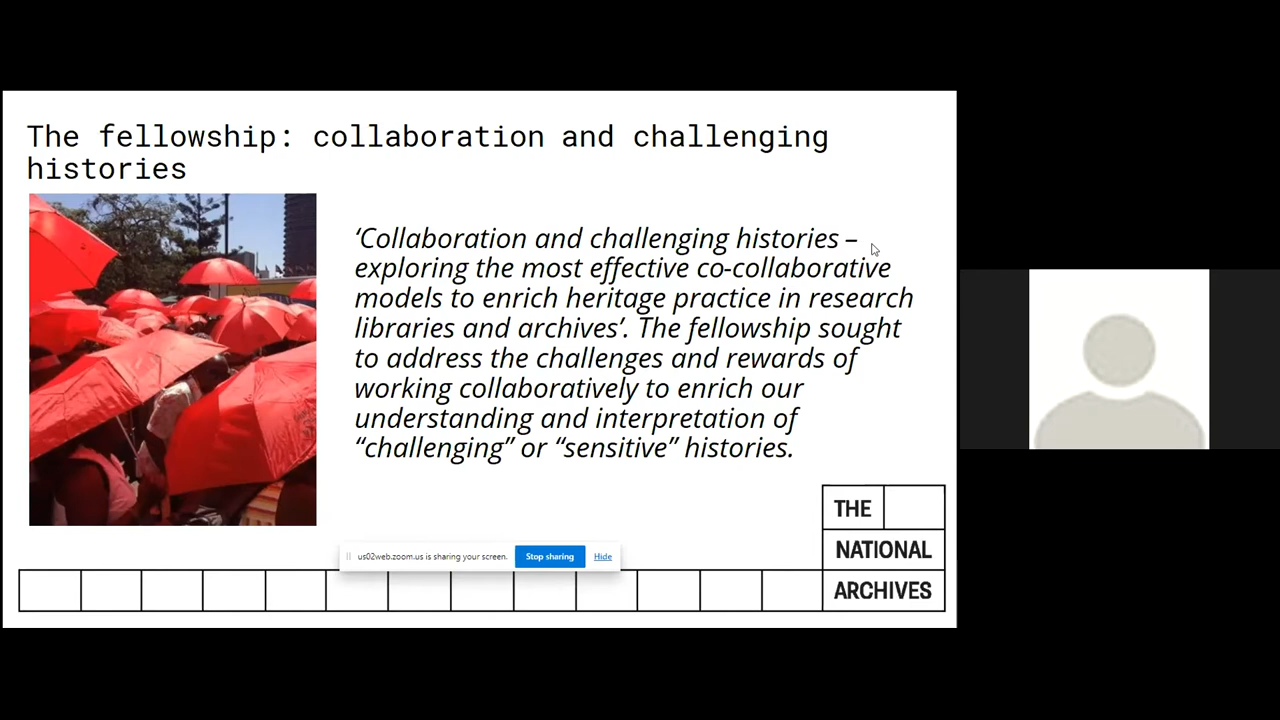 The fellowship: collaboration and challenging
histories
‘Collaboration and challenging histories –
exploring the most effective co-collaborative
models to enrich heritage practice in research
libraries and archives’. The fellowship sought
to address the challenges and rewards of
working collaboratively to enrich our
understanding and interpretation of
“challenging” or “sensitive” histories.
THE
NATIONAL
ARCHIVES
us02web.zoom.us is sharing your screen. Stop sharing Hide